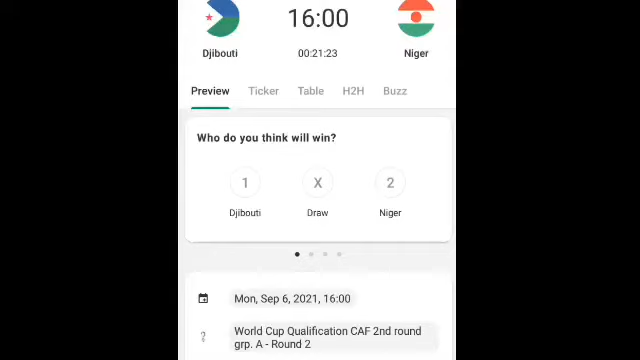 16:00
Djibouti 00:21:23 Niger
Preview Ticker Table H2H Buzz
Who do you think will win?
1 X 2
Djibouti Draw Niger
Mon, Sep 6, 2021, 16:00
World Cup Qualification CAF 2nd round
grp. A - Round 2